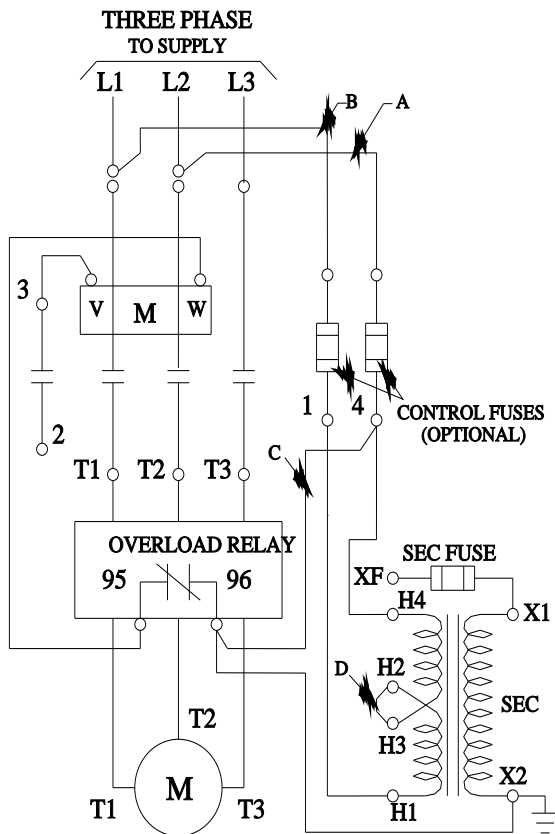 THREE PHASE
TO SUPPLY
L1 L2 L3
B A
3
V M W
2
1 4
CONTROL FUSES
(OPTIONAL)
C
T1 T2 T3
OVERLOAD RELAY
95 96
SEC FUSE
XF
H4 X1
D H2
SEC
H3
T2
X2
M
T1 T3
H1